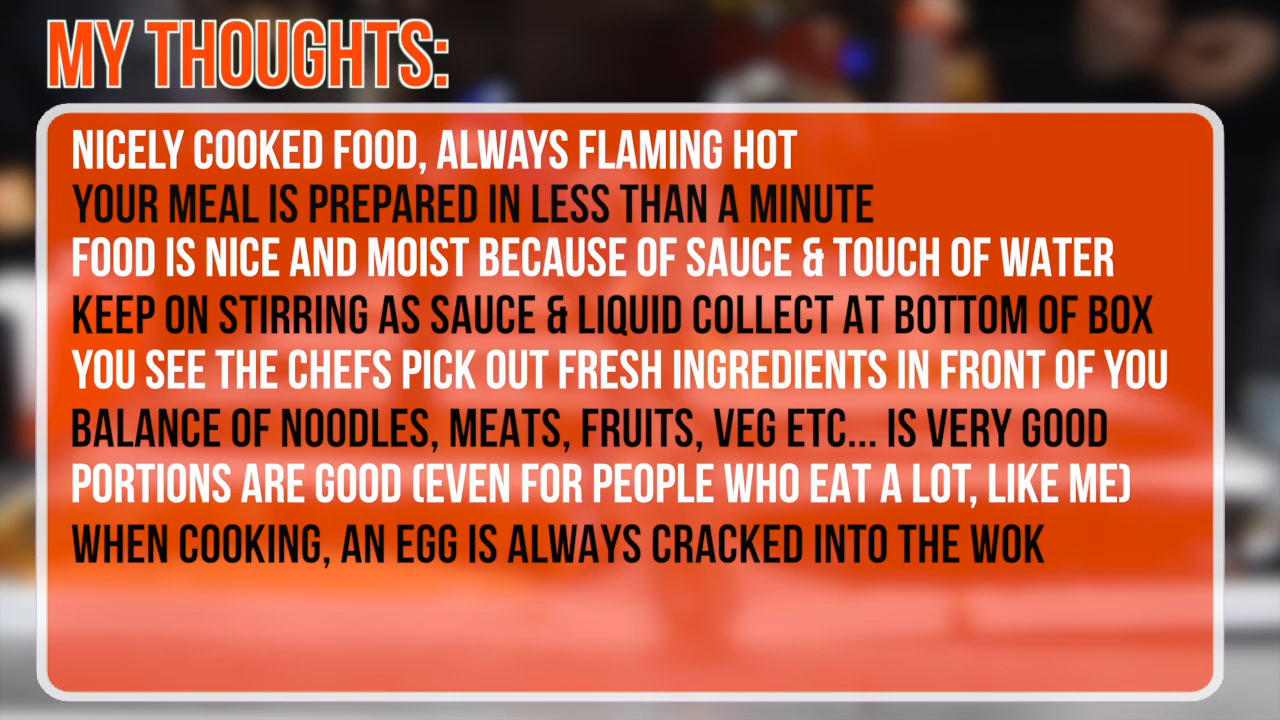 MY THOUGHTS:
NICELY COOKED FOOD, ALWAYS FLAMING HOT
YOUR MEAL IS PREPARED IN LESS THAN A MINUTE
FOOD IS NICE AND MOIST BECAUSE OF SAUCE & TOUCH OF WATER
KEEP ON STIRRING AS SAUCE & LIQUID COLLECT AT BOTTOM OF BOX
YOU SEE THE CHEFS PICK OUT FRESH INGREDIENTS IN FRONT OF YOU
BALANCE OF NOODLES, MEATS, FRUITS, VEG ETC... IS VERY GOOD
PORTIONS ARE GOOD (EVEN FOR PEOPLE WHO EAT A LOT, LIKE ME)
WHEN COOKING, AN EGG IS ALWAYS CRACKED INTO THE WOK